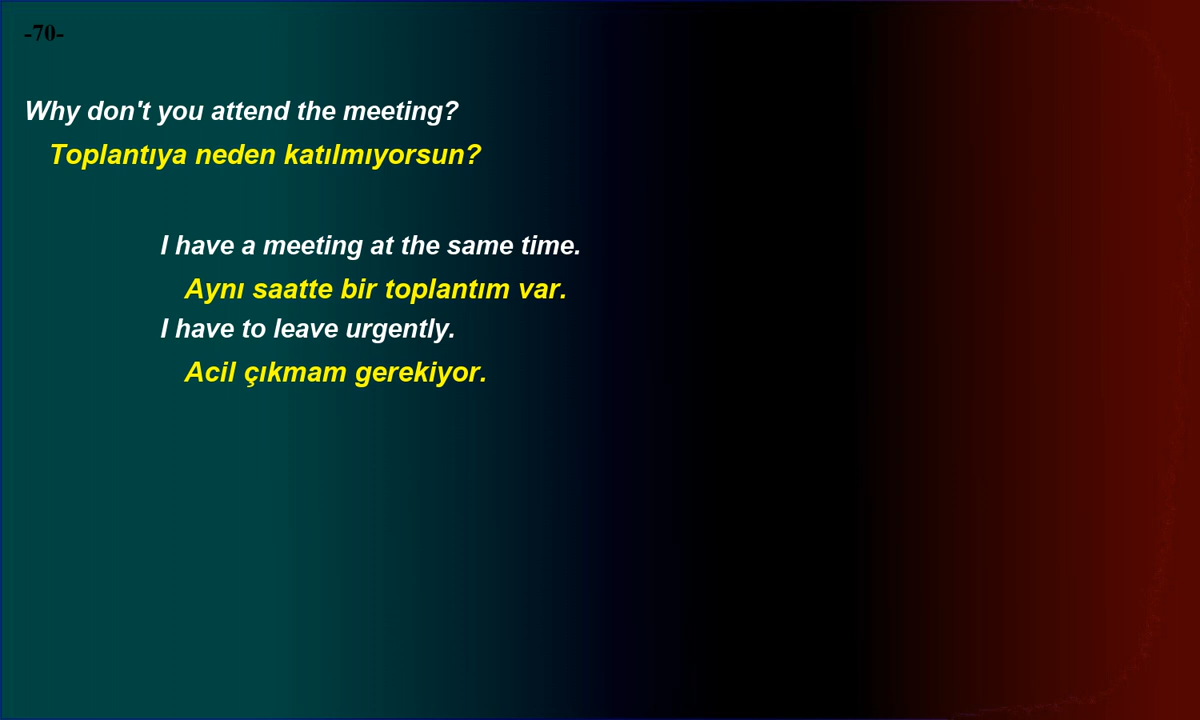 -70-
Why don't you attend the meeting?
Toplantıya neden katılmıyorsun?
I have a meeting at the same time.
Aynı saatte bir toplantım var.
I have to leave urgently.
Acil çıkmam gerekiyor.